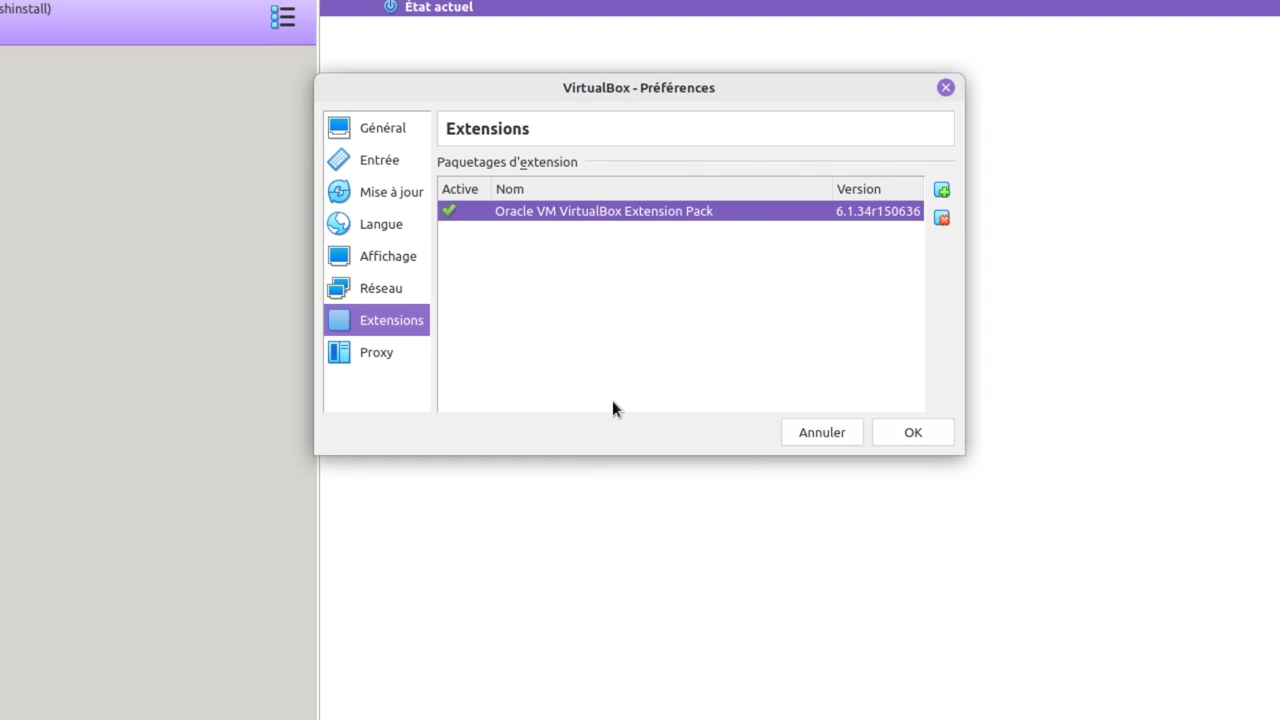 shinstall)
État actuel
VirtualBox - Préférences
Général
Entrée
Mise à jour
Langue
Affichage
Réseau
Extensions
Proxy
Extensions
Paquetages d'extension
Active Nom Version
Oracle VM VirtualBox Extension Pack 6.1.34r150636
Annuler OK